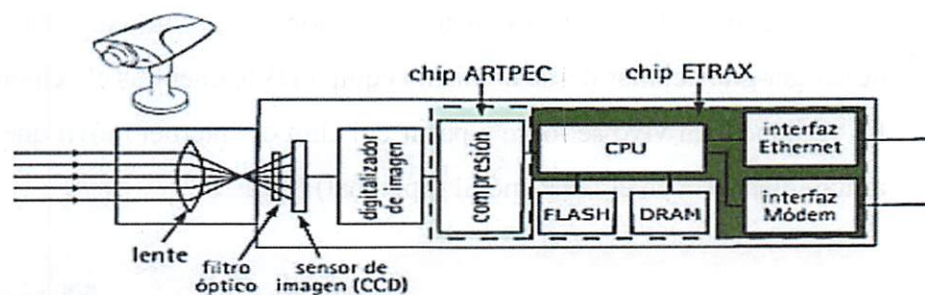 chip ARTPEC
chip ETRAX
lente
filtro
óptico
sensor de
imagen (CCD)
digitalizador
de imagen
compresión
CPU
FLASH
DRAM
interfaz
Ethernet
interfaz
Módem